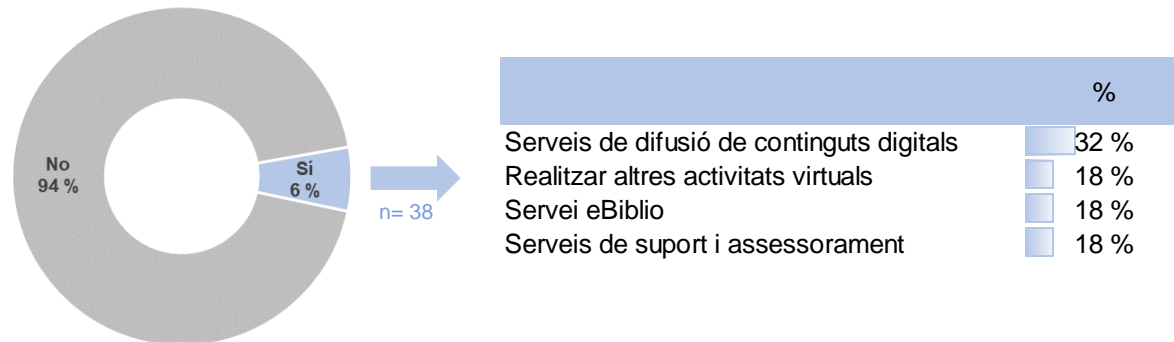 No
94 %
Sí
6 %
n= 38
%
Serveis de difusió de continguts digitals 32 %
Realitzar altres activitats virtuals 18 %
Servei eBiblio 18 %
Serveis de suport i assessorament 18 %